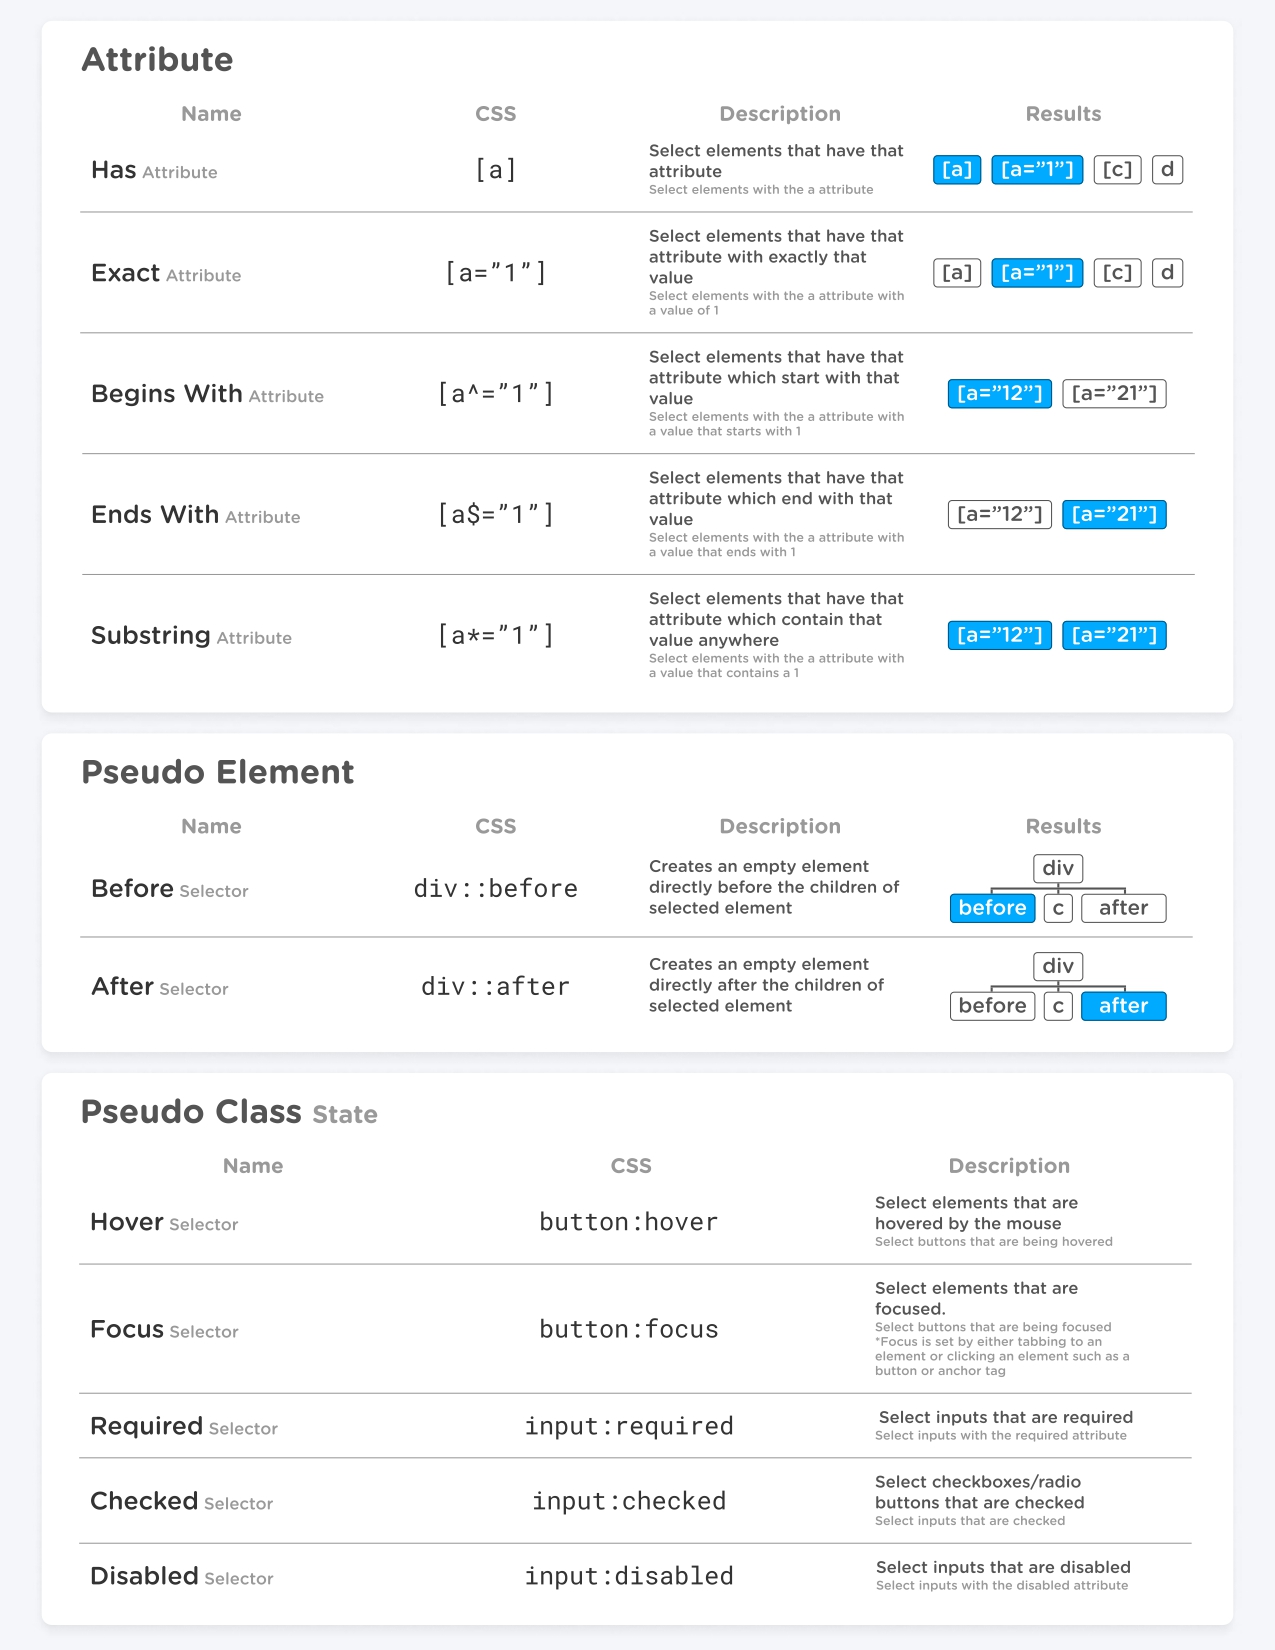 Attribute
Name CSS Description Results
Has Attribute [a] Select elements that have that
attribute
Select elements with the a attribute
[a] [a=”1”] [c] d
Exact Attribute [a=”1”] Select elements that have that
attribute with exactly that
value
Select elements with the a attribute with
a value of 1
[a] [a=”1”] [c] d
Begins With Attribute [a^=”1”] Select elements that have that
attribute which start with that
value
Select elements with the a attribute with
a value that starts with 1
[a=”12”] [a=”21”]
Ends With Attribute [a$=”1”] Select elements that have that
attribute which end with that
value
Select elements with the a attribute with
a value that ends with 1
[a=”12”] [a=”21”]
Substring Attribute [a*=”1”] Select elements that have that
attribute which contain that
value anywhere
Select elements with the a attribute with
a value that contains a 1
[a=”12”] [a=”21”]
Pseudo Element
Name CSS Description Results
Before Selector div::before Creates an empty element
directly before the children of
selected element
div
before c after
After Selector div::after Creates an empty element
directly after the children of
selected element
div
before c after
Pseudo Class State
Name CSS Description
Hover Selector button:hover Select elements that are
hovered by the mouse
Select buttons that are being hovered
Focus Selector button:focus Select elements that are
focused.
Select buttons that are being focused
*Focus is set by either tabbing to an
element or clicking an element such as a
button or anchor tag
Required Selector input:required Select inputs that are required
Select inputs with the required attribute
Checked Selector input:checked Select checkboxes/radio
buttons that are checked
Select inputs that are checked
Disabled Selector input:disabled Select inputs that are disabled
Select inputs with the disabled attribute